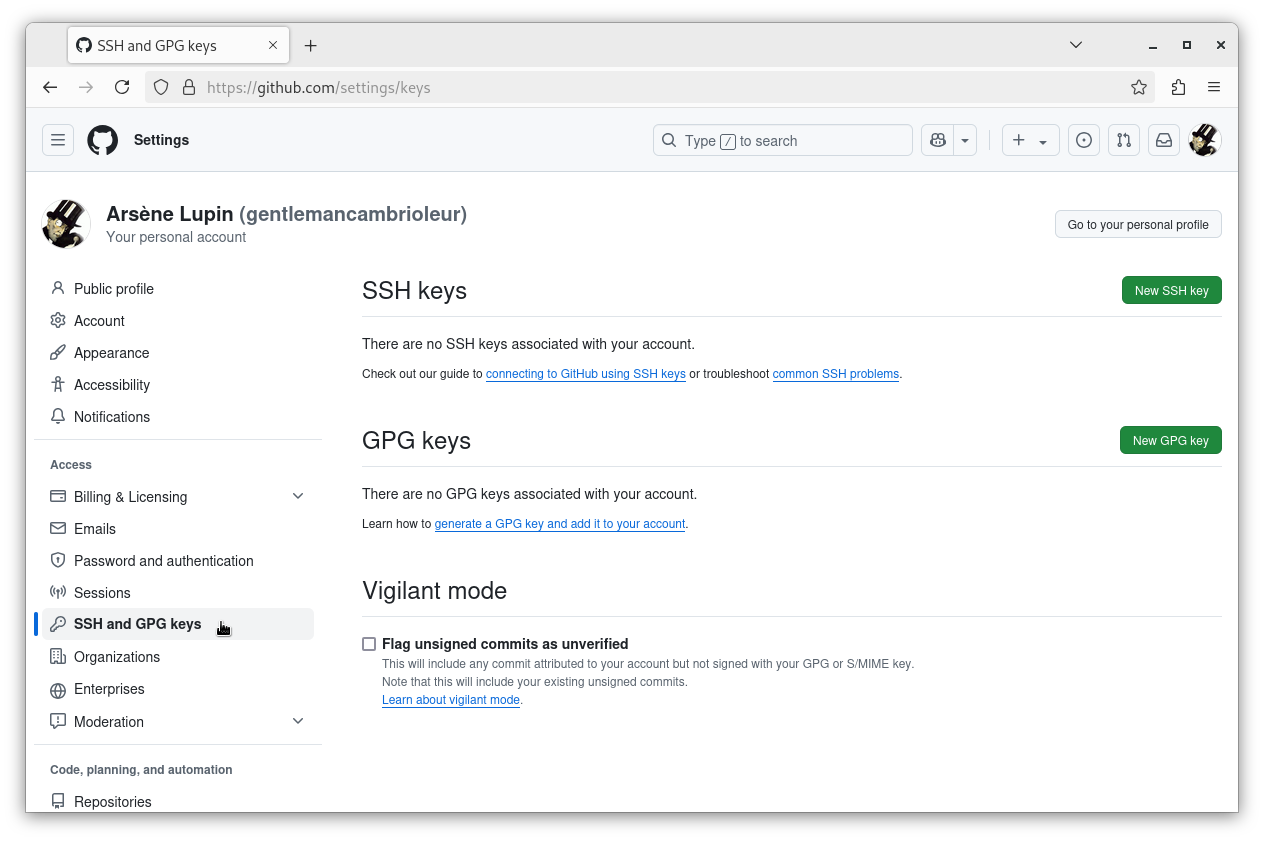 SSH and GPG keys
https://github.com/settings/keys
Settings
Type / to search
Arsène Lupin (gentlemancambrioleur)
Your personal account
Go to your personal profile
Public profile
Account
Appearance
Accessibility
Notifications
Access
Billing & Licensing
Emails
Password and authentication
Sessions
SSH and GPG keys
Organizations
Enterprises
Moderation
Code, planning, and automation
Repositories
SSH keys
New SSH key
There are no SSH keys associated with your account.
Check out our guide to connecting to GitHub using SSH keys or troubleshoot common SSH problems.
GPG keys
New GPG key
There are no GPG keys associated with your account.
Learn how to generate a GPG key and add it to your account.
Vigilant mode
Flag unsigned commits as unverified
This will include any commit attributed to your account but not signed with your GPG or S/MIME key.
Note that this will include your existing unsigned commits.
Learn about vigilant mode.